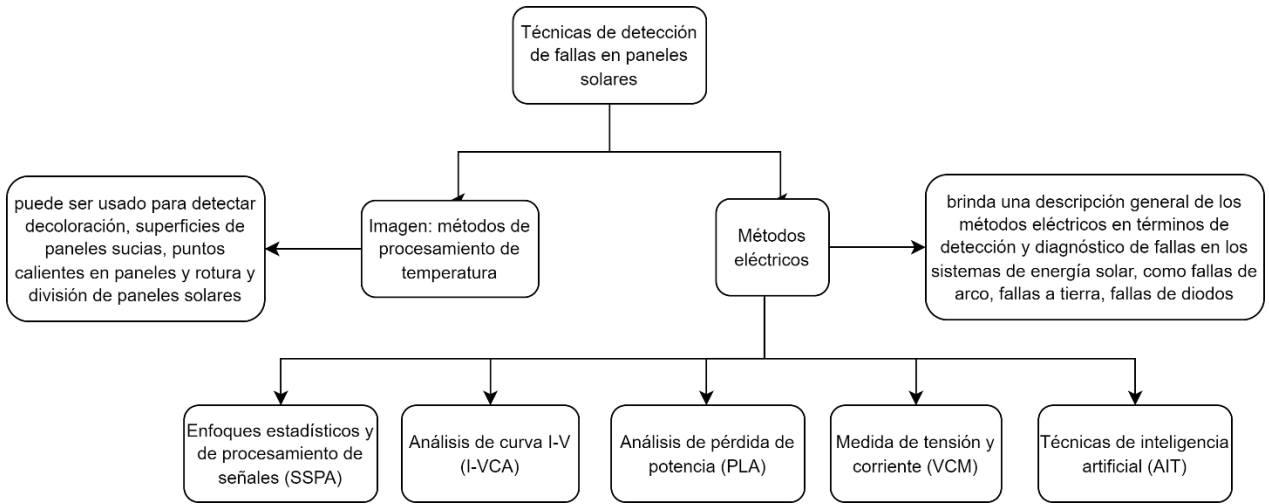 Técnicas de detección
de fallas en paneles
solares
puede ser usado para detectar
decoloración, superficies de
paneles sucias, puntos
calientes en paneles y rotura y
división de paneles solares
Imagen: métodos de
procesamiento de
temperatura
Métodos
eléctricos
brinda una descripción general de los
métodos eléctricos en términos de
detección y diagnóstico de fallas en los
sistemas de energía solar, como fallas de
arco, fallas a tierra, fallas de diodos
Enfoques estadísticos y
de procesamiento de
señales (SSPA)
Análisis de curva I-V
(I-VCA)
Análisis de pérdida de
potencia (PLA)
Medida de tensión y
corriente (VCM)
Técnicas de inteligencia
artificial (AIT)